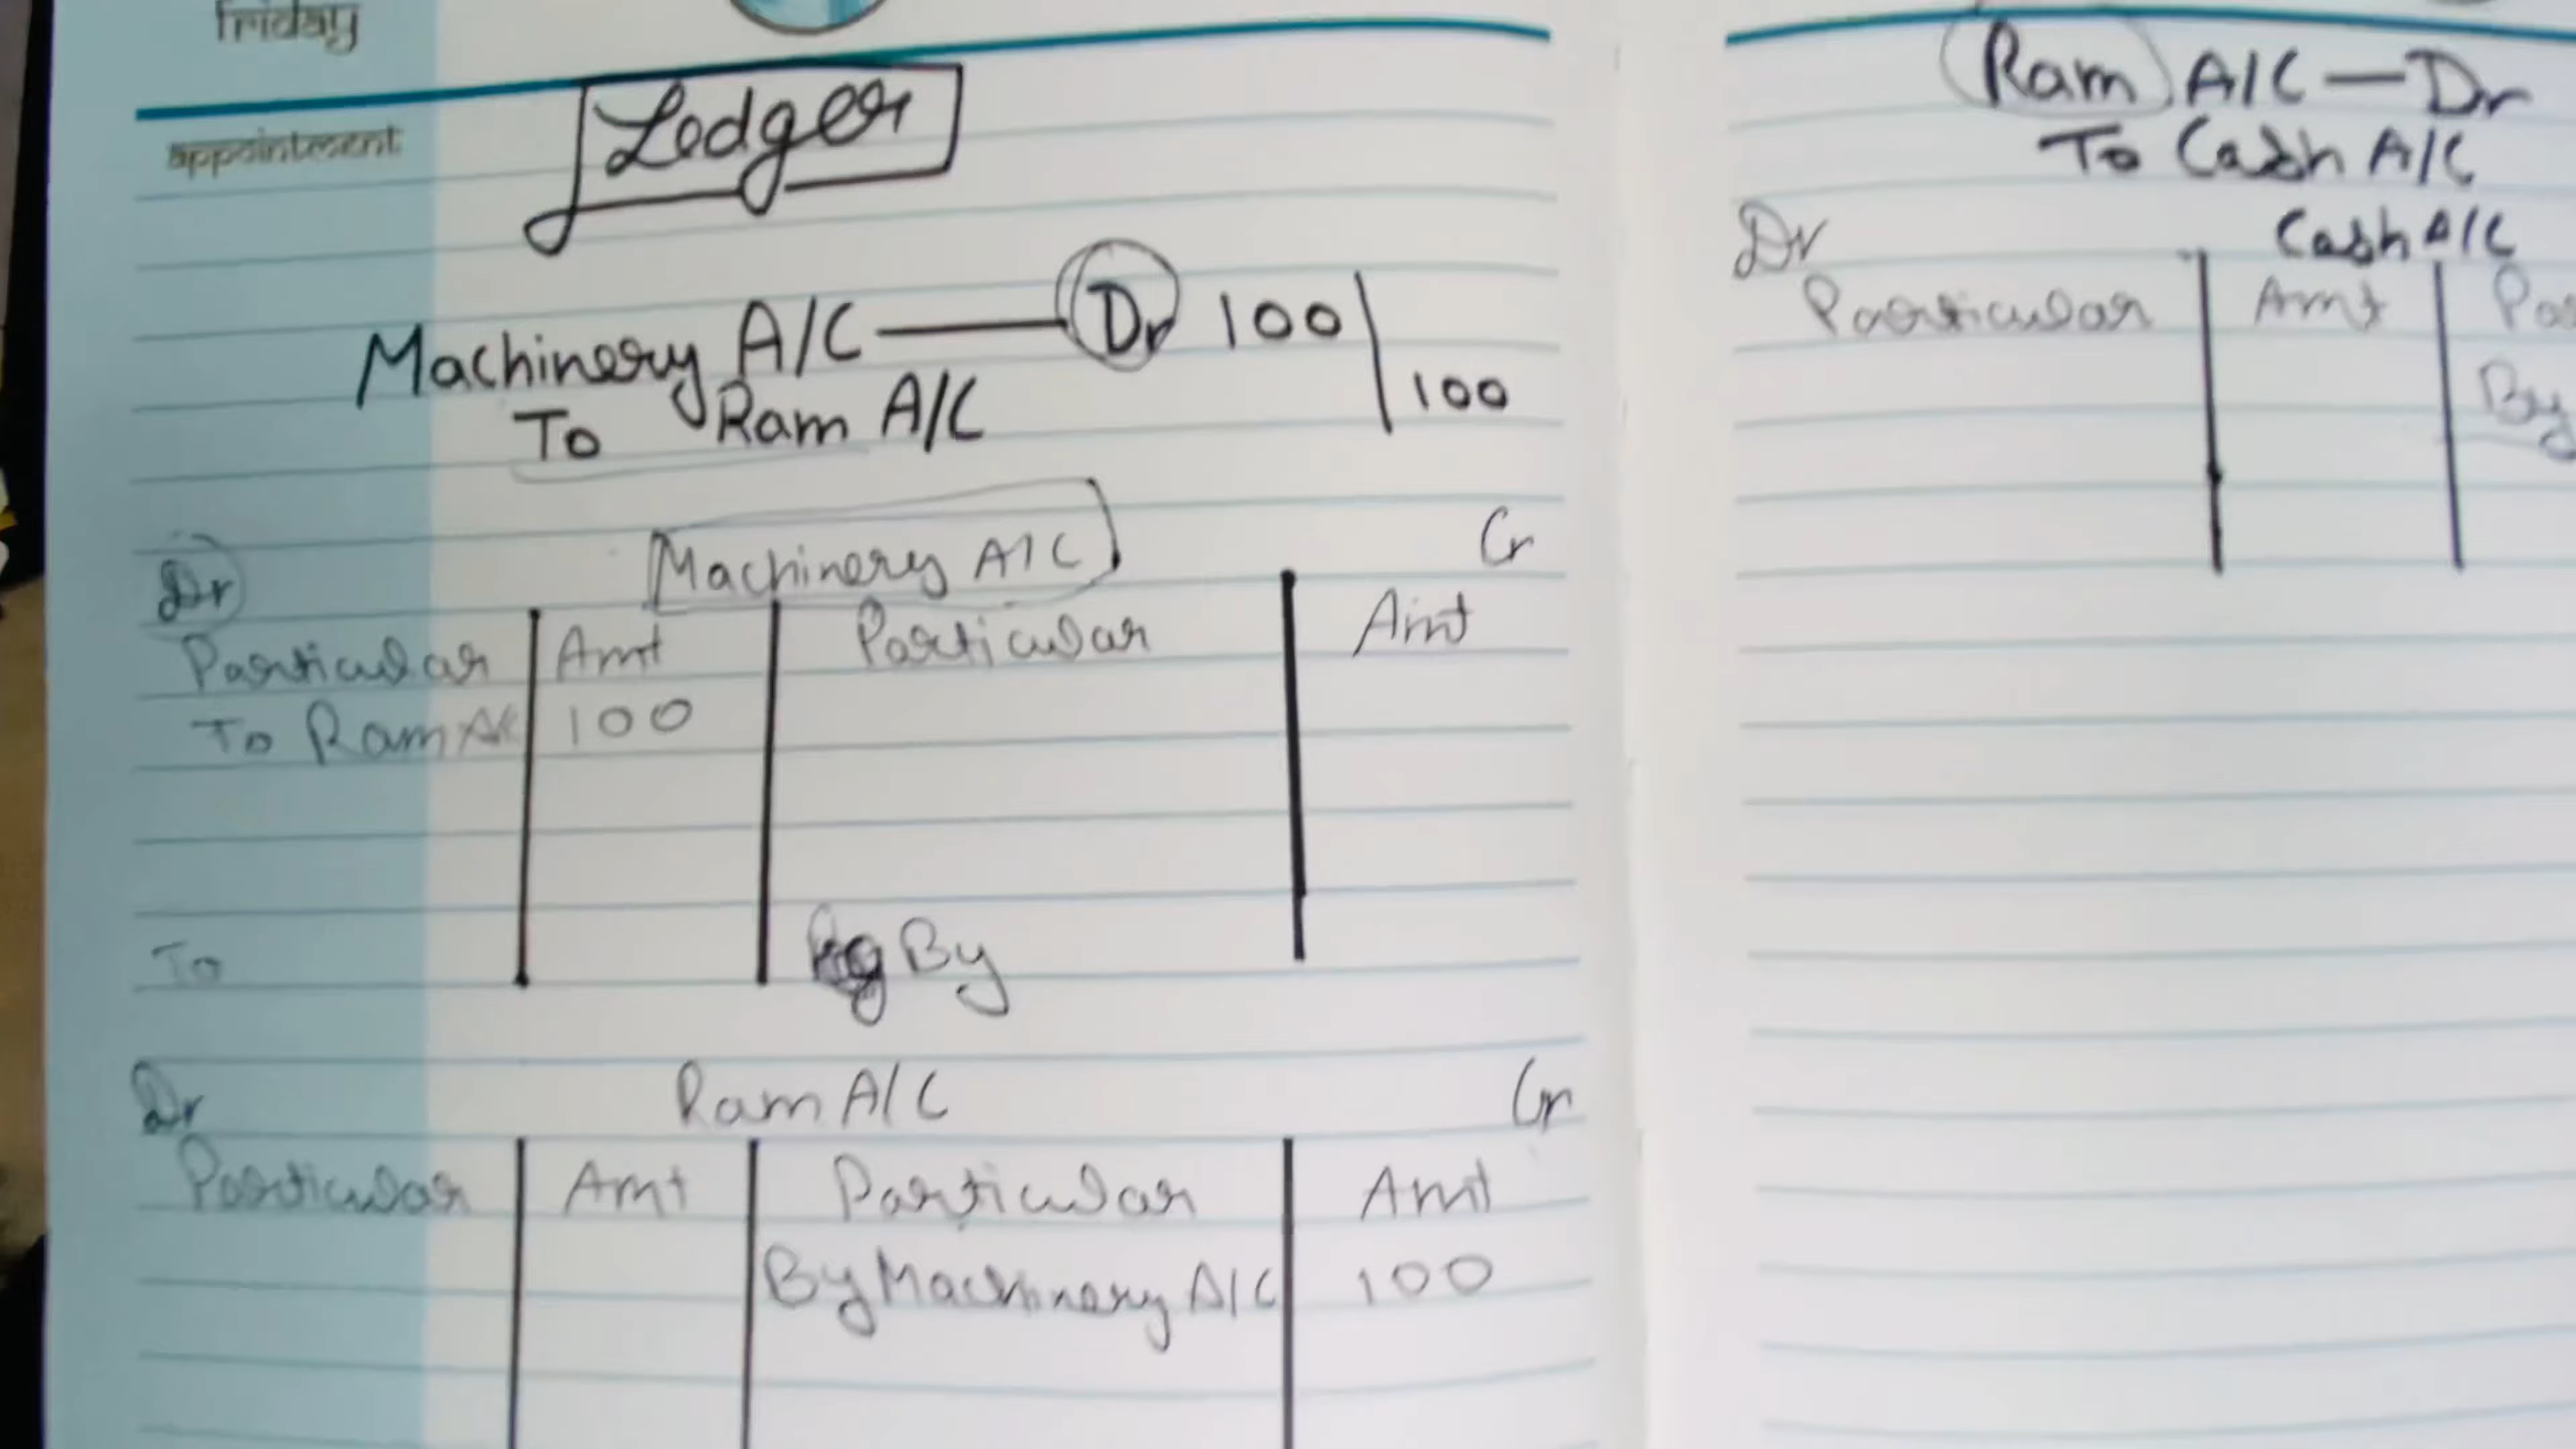 friday
appointment
Ledger
Machinery A/C — Dr 100
To Ram A/C 100
Dr Machinery A/C Cr
Particular Amt Particular Amt
To Ram A/C 100
To By
Dr Ram A/C Cr
Particular Amt Particular Amt
By Machinery A/C 100
Ram A/C — Dr
To Cash A/C
Dr Cash A/C
Particular Amt
By